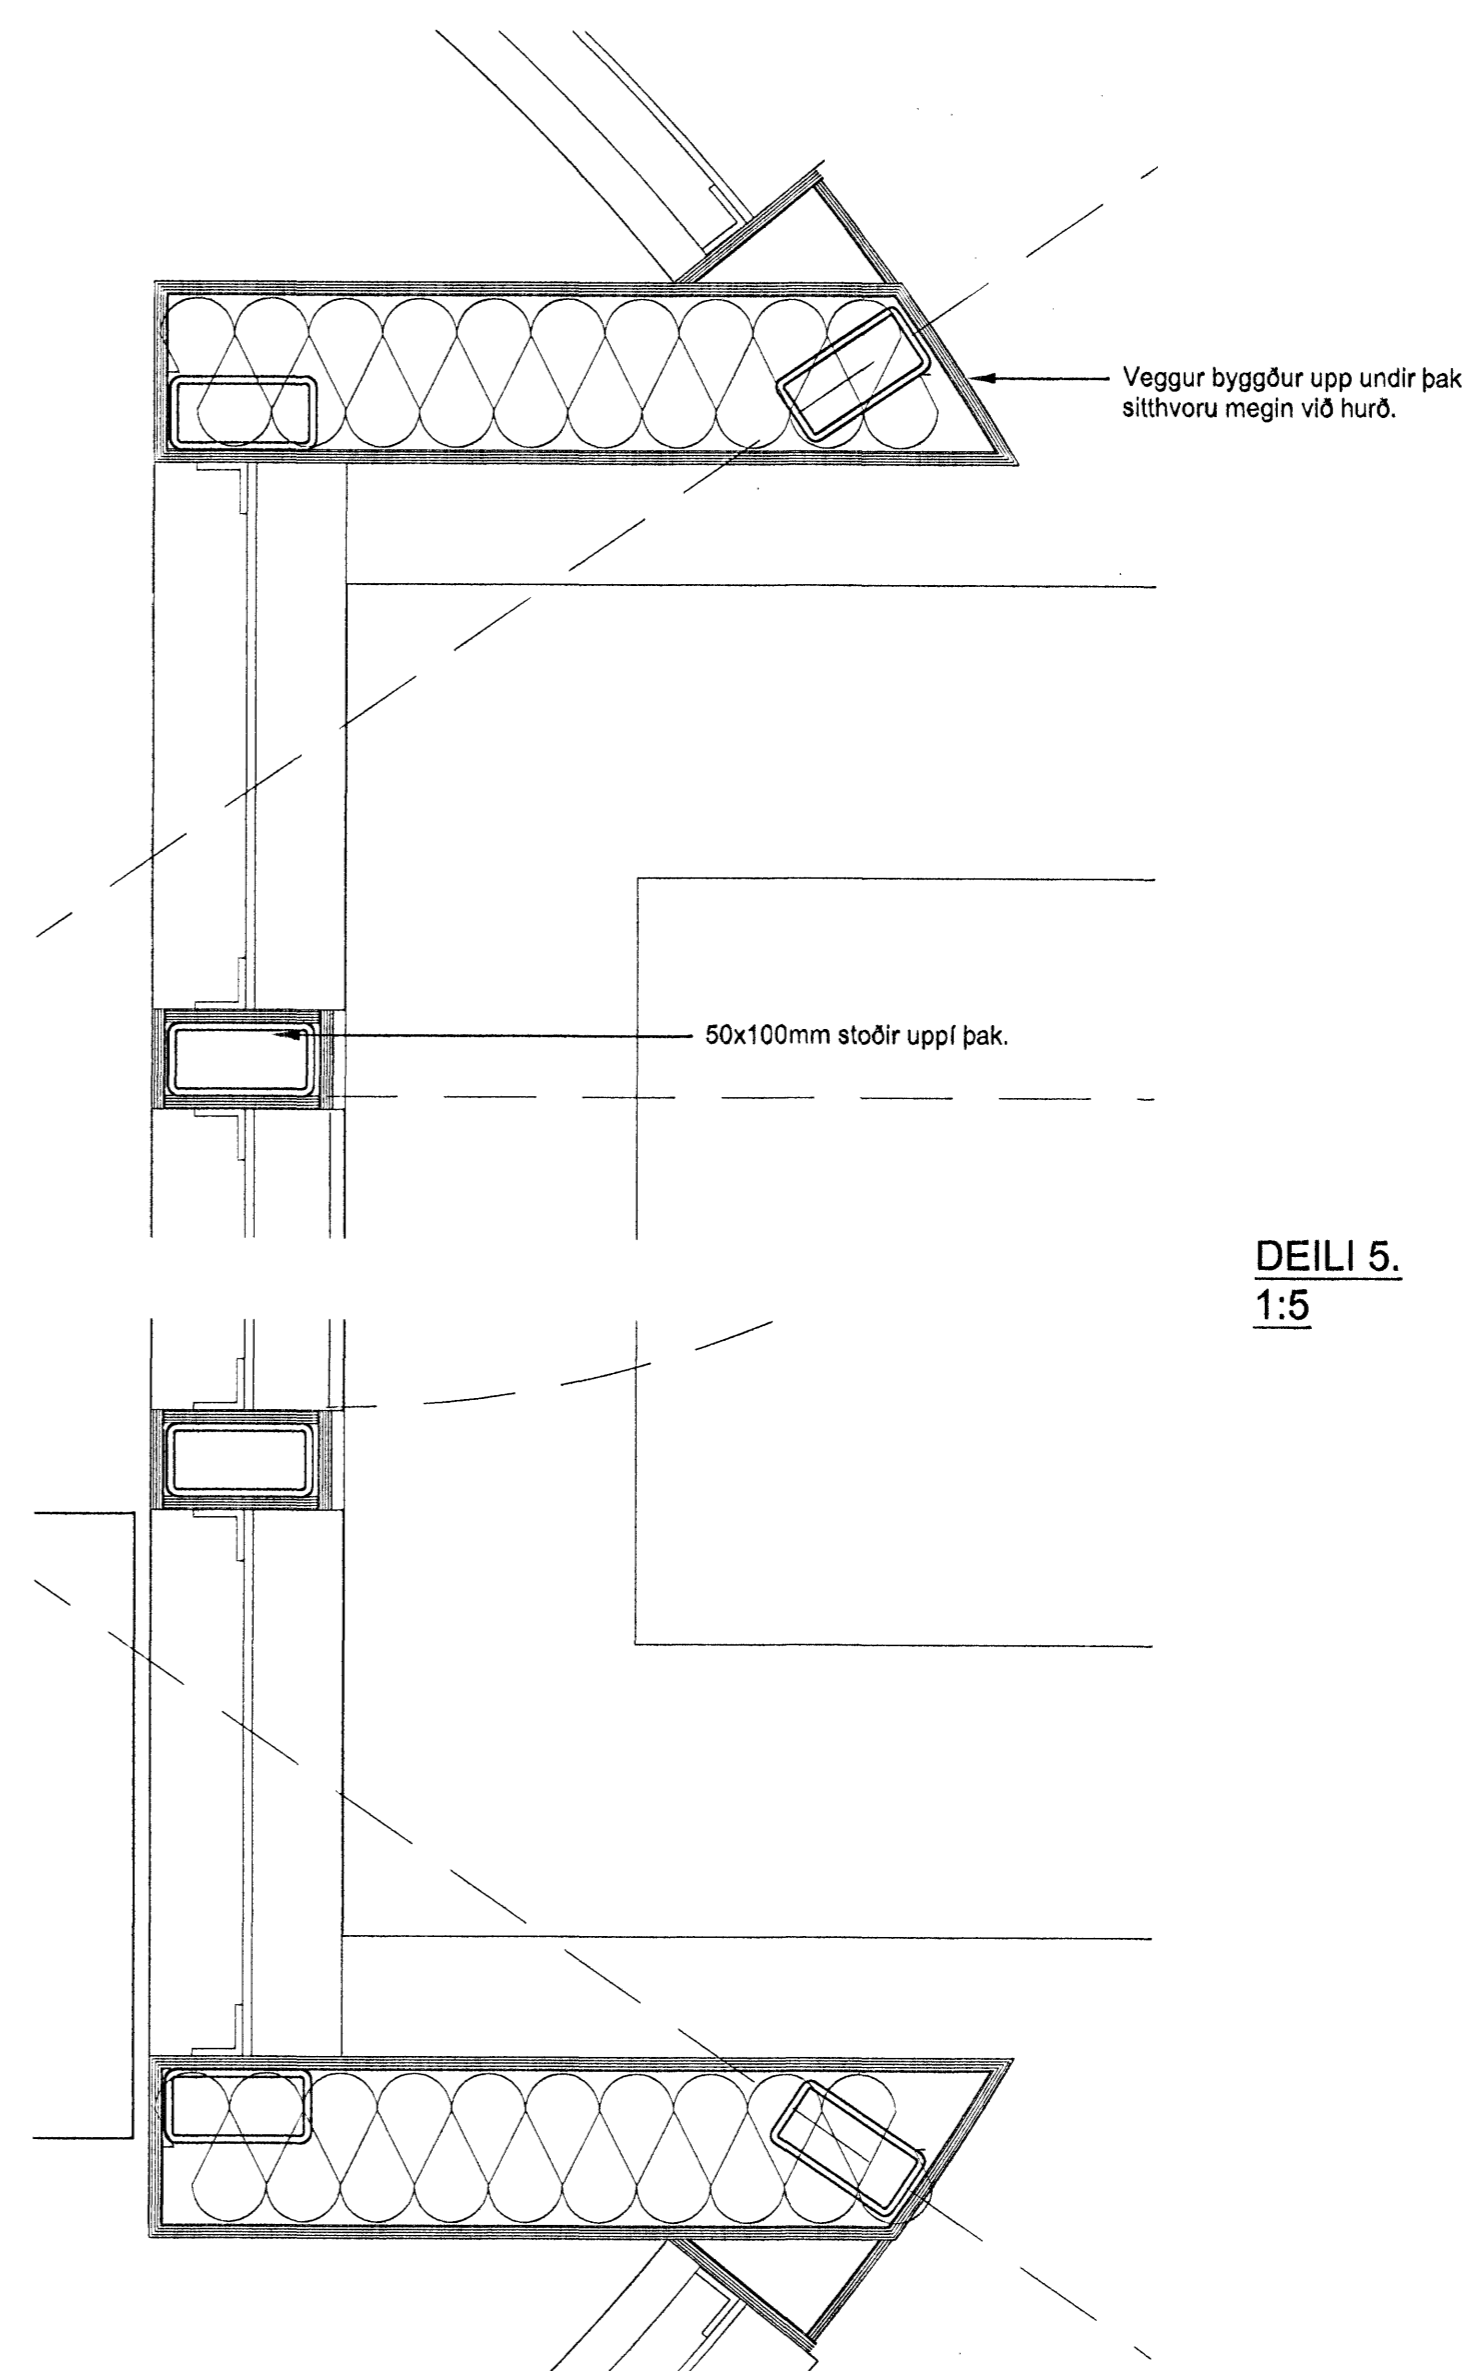 Veggur byggður upp undir þak
sitthvoru megin við hurð.
50x100mm stoðir uppí þak.
DEILI 5.
1:5